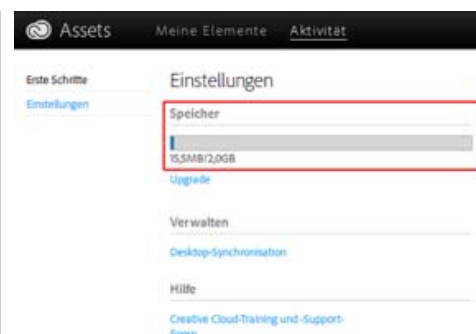 Assets Meine Elemente Aktivität
Erste Schritte
Einstellungen
Einstellungen
Speicher
15,5MB/2,0GB
Upgrade
Verwalten
Desktop-Synchronisation
Hilfe
Creative Cloud-Training und -Support-